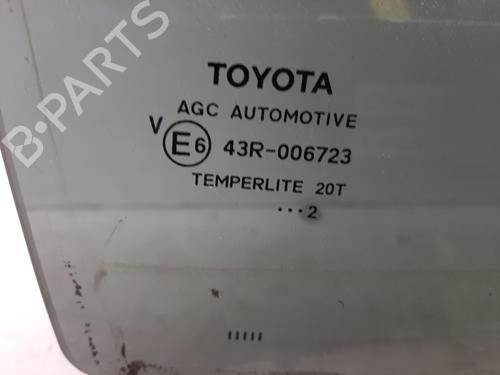 B-PARTS
TOYOTA
AGC AUTOMOTIVE
V E6 43R-006723
TEMPERLITE 20T
···2